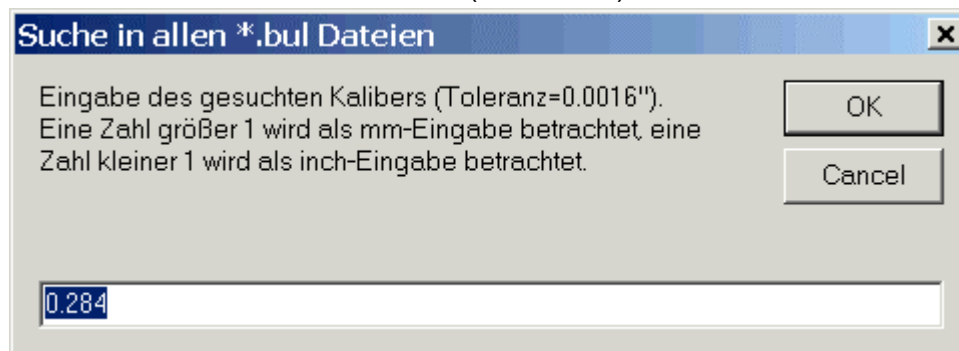 Suche in allen *.bul Dateien
Eingabe des gesuchten Kalibers (Toleranz=0.0016").
Eine Zahl größer 1 wird als mm-Eingabe betrachtet, eine
Zahl kleiner 1 wird als inch-Eingabe betrachtet.
OK
Cancel
0.284